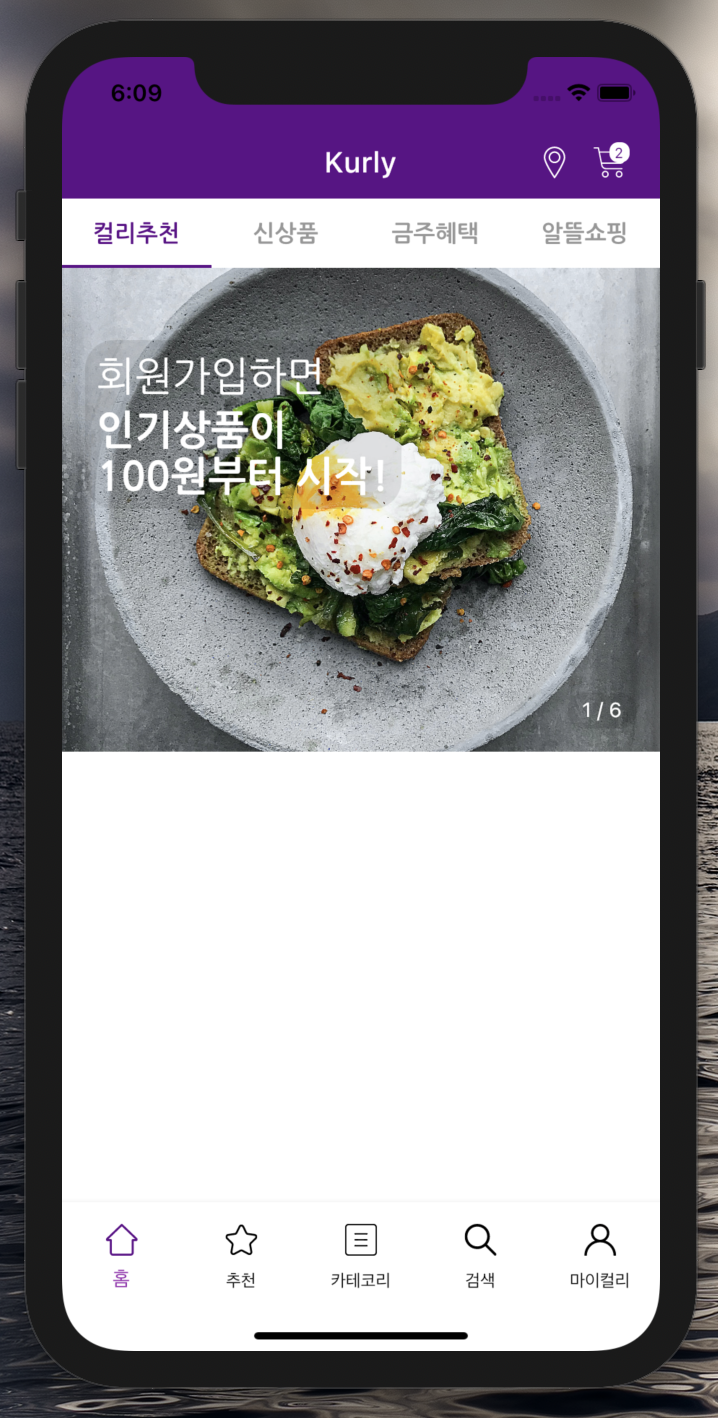 6:09
Kurly
2
컬리추천 신상품 금주혜택 알뜰쇼핑
회원가입하면
인기상품이
100원부터 시작!
1 / 6
홈 추천 카테코리 검색 마이컬리